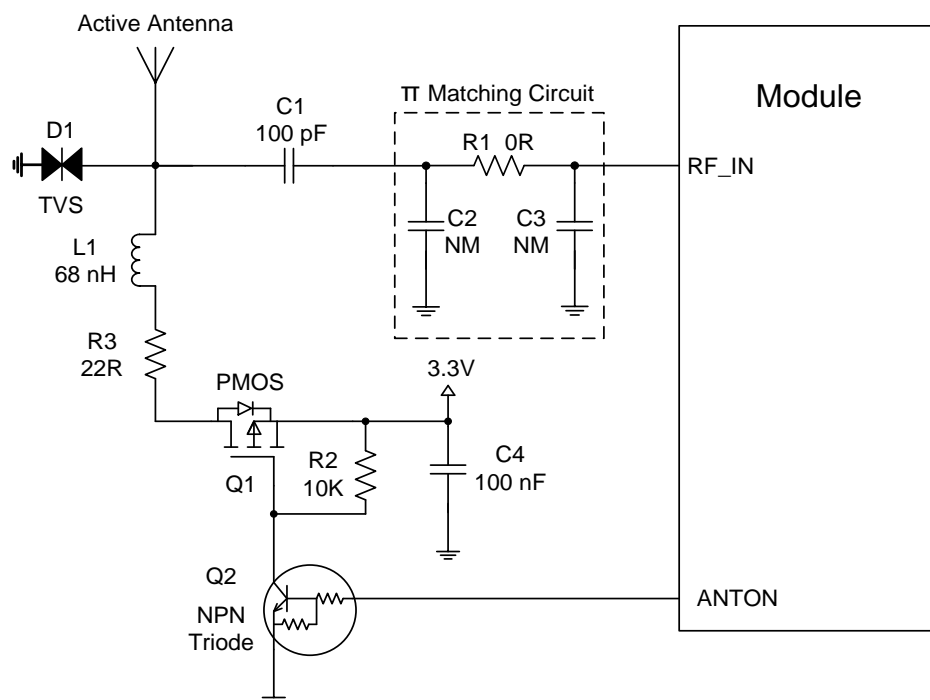 Active Antenna
π Matching Circuit
Module
C1
100 pF
D1
R1 0R
RF_IN
TVS
C2
NM
C3
NM
L1
68 nH
R3
22R
3.3V
PMOS
C4
100 nF
R2
10K
Q1
Q2
NPN
Triode
ANTON